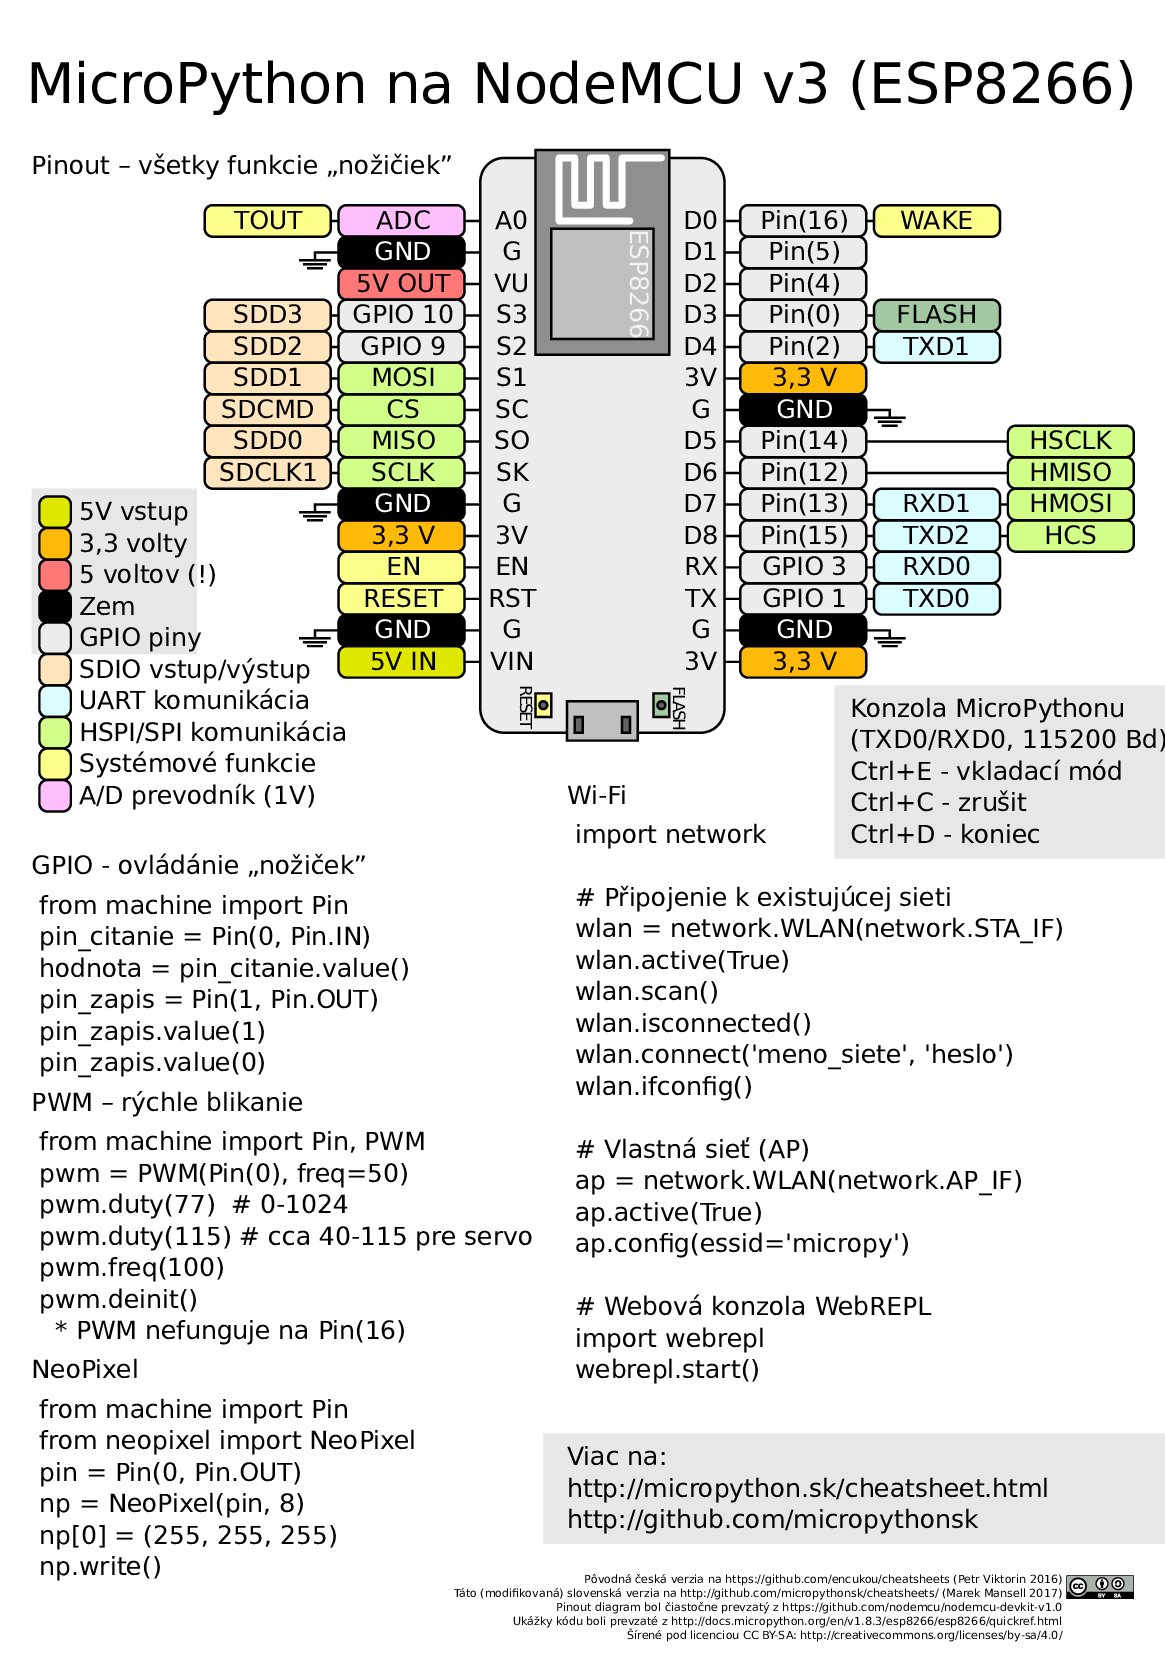 MicroPython na NodeMCU v3 (ESP8266)
Pinout – všetky funkcie „nožičiek”
ESP8266
TOUT ADC A0 D0 Pin(16) WAKE
GND G D1 Pin(5)
5V OUT VU D2 Pin(4)
SDD3 GPIO 10 S3 D3 Pin(0) FLASH
SDD2 GPIO 9 S2 D4 Pin(2) TXD1
SDD1 MOSI S1 3V 3,3 V
SDCMD CS SC G GND
SDD0 MISO SO D5 Pin(14) HSCLK
SDCLK1 SCLK SK D6 Pin(12) HMISO
GND G D7 Pin(13) RXD1 HMOSI
3,3 V 3V D8 Pin(15) TXD2 HCS
EN EN RX GPIO 3 RXD0
RESET RST TX GPIO 1 TXD0
GND G G GND
5V IN VIN 3V 3,3 V
RESET FLASH
5V vstup
3,3 volty
5 voltov (!)
Zem
GPIO piny
SDIO vstup/výstup
UART komunikácia
HSPI/SPI komunikácia
Systémové funkcie
A/D prevodník (1V)
Konzola MicroPythonu
(TXD0/RXD0, 115200 Bd)
Ctrl+E - vkladací mód
Ctrl+C - zrušit
Ctrl+D - koniec
GPIO - ovládánie „nožiček”
from machine import Pin
pin_citanie = Pin(0, Pin.IN)
hodnota = pin_citanie.value()
pin_zapis = Pin(1, Pin.OUT)
pin_zapis.value(1)
pin_zapis.value(0)
PWM – rýchle blikanie
from machine import Pin, PWM
pwm = PWM(Pin(0), freq=50)
pwm.duty(77)  # 0-1024
pwm.duty(115) # cca 40-115 pre servo
pwm.freq(100)
pwm.deinit()
* PWM nefunguje na Pin(16)
NeoPixel
from machine import Pin
from neopixel import NeoPixel
pin = Pin(0, Pin.OUT)
np = NeoPixel(pin, 8)
np[0] = (255, 255, 255)
np.write()
Wi-Fi
import network
# Připojenie k existujúcej sieti
wlan = network.WLAN(network.STA_IF)
wlan.active(True)
wlan.scan()
wlan.isconnected()
wlan.connect('meno_siete', 'heslo')
wlan.ifconfig()
# Vlastná sieť (AP)
ap = network.WLAN(network.AP_IF)
ap.active(True)
ap.config(essid='micropy')
# Webová konzola WebREPL
import webrepl
webrepl.start()
Viac na:
http://micropython.sk/cheatsheet.html
http://github.com/micropythonsk
Pôvodná česká verzia na https://github.com/encukou/cheatsheets (Petr Viktorin 2016)
Táto (modifikovaná) slovenská verzia na http://github.com/micropythonsk/cheatsheets/ (Marek Mansell 2017)
Pinout diagram bol čiastočne prevzatý z https://github.com/nodemcu/nodemcu-devkit-v1.0
Ukážky kódu boli prevzaté z http://docs.micropython.org/en/v1.8.3/esp8266/esp8266/quickref.html
Šírené pod licenciou CC BY-SA: http://creativecommons.org/licenses/by-sa/4.0/
cc BY SA